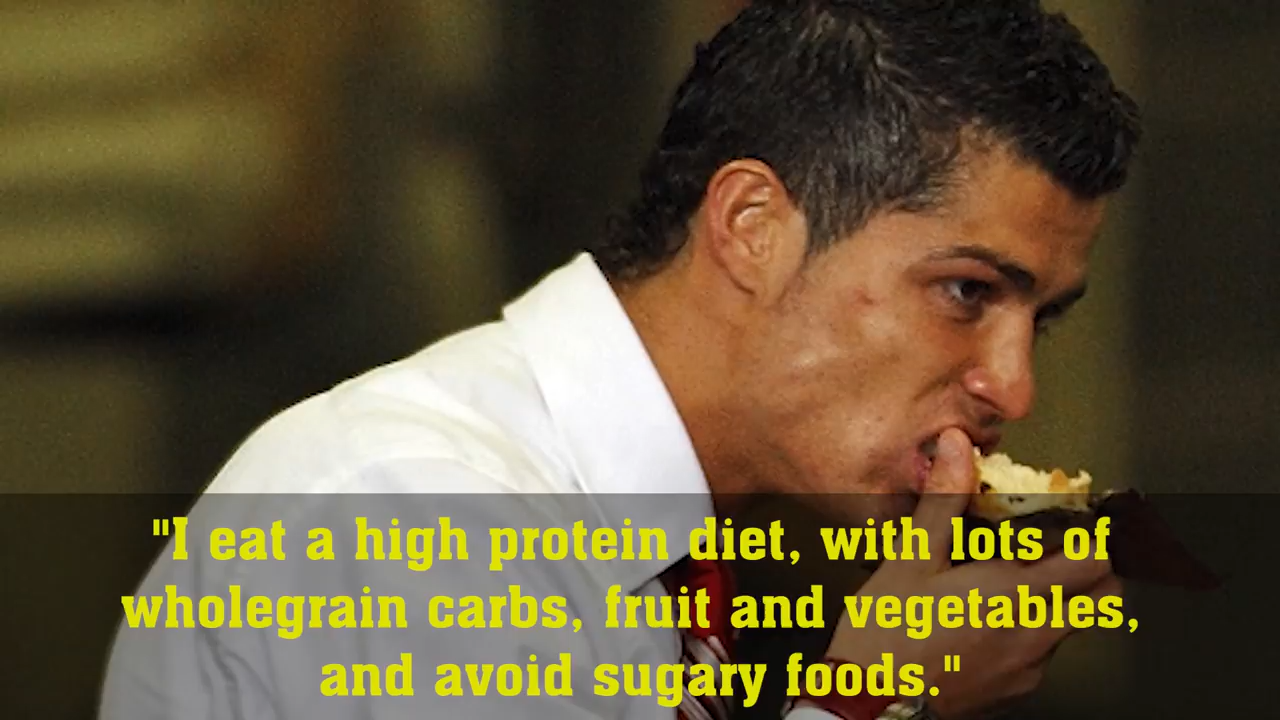 "I eat a high protein diet, with lots of
wholegrain carbs, fruit and vegetables,
and avoid sugary foods."